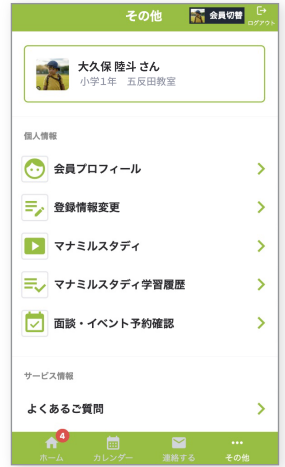 その他
会員切替
ログアウト
大久保 陸斗 さん
小学1年　五反田教室
個人情報
会員プロフィール
登録情報変更
マナミルスタディ
マナミルスタディ学習履歴
面談・イベント予約確認
サービス情報
よくあるご質問
4
ホーム
カレンダー
連絡する
その他